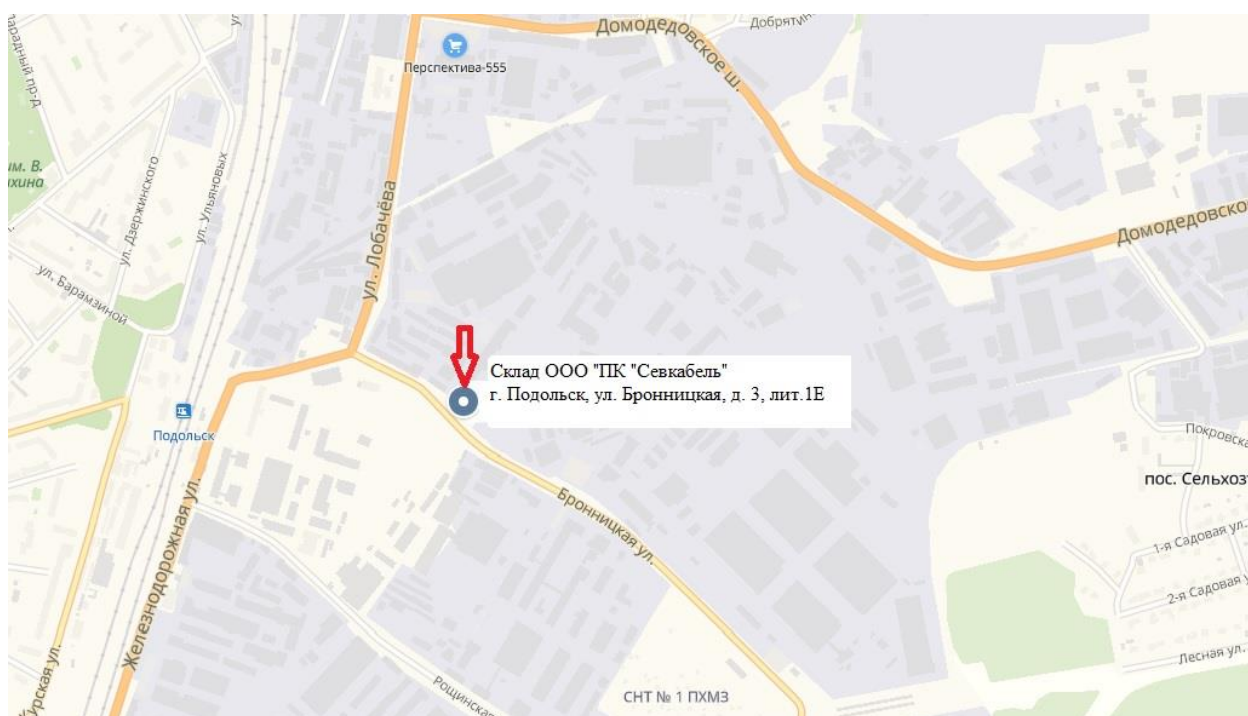 Домодедовское ш.
Перспектива-555
ул. Дзержинского
ул. Ульяновых
ул. Лобачёва
ул. Барамзиной
Склад ООО "ПК "Севкабель"
г. Подольск, ул. Бронницкая, д. 3, лит.1Е
Подольск
пос.
Бронницкая ул.
1-я Садовая ул.
2-я Садовая
Железнодорожная ул.
Лесная ул.
Курская ул.
СНТ № 1 ПХМЗ